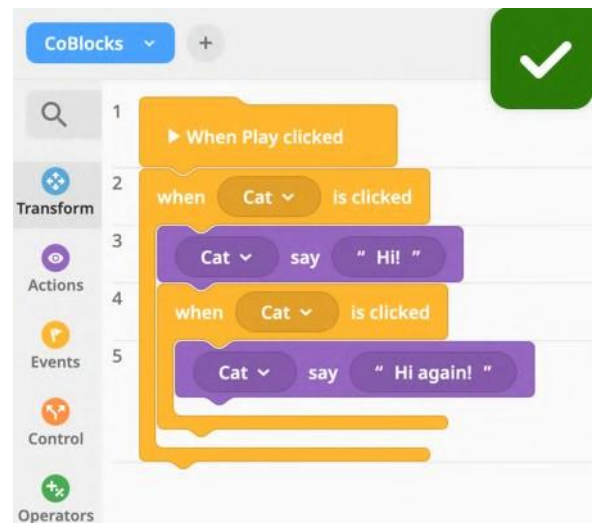 CoBlocks +
1 When Play clicked
Transform
2 when Cat is clicked
3 Cat say “ Hi! ”
Actions
4 when Cat is clicked
Events
5 Cat say “ Hi again! ”
Control
Operators